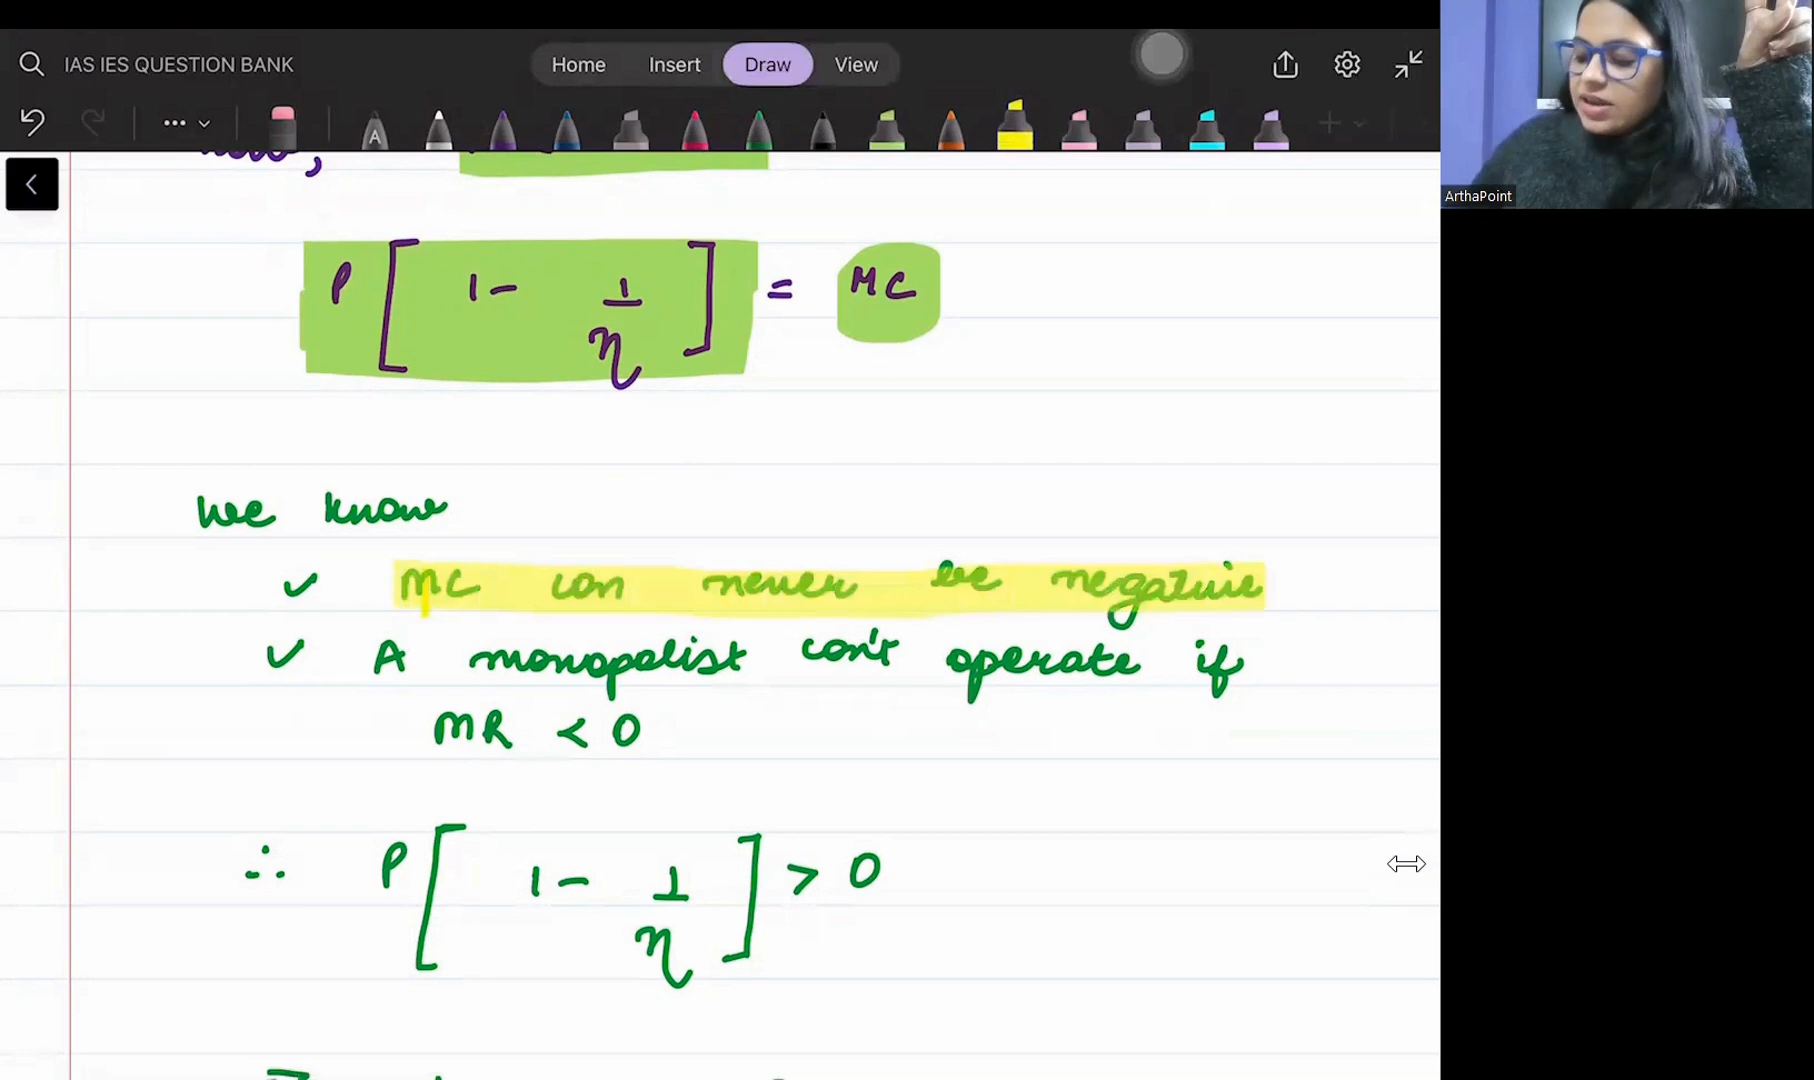 IAS IES QUESTION BANK
Home Insert Draw View
A
ArthaPoint
P [ 1 - 1/η ] = MC
We know
✓ MC can never be negative
✓ A monopolist can't operate if
MR < 0
∴ P [ 1 - 1/η ] > 0